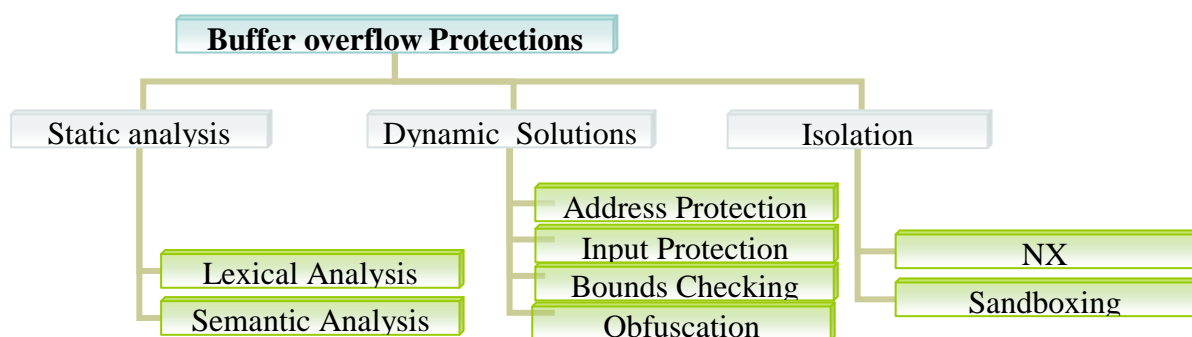 Buffer overflow Protections
Static analysis
Dynamic Solutions
Isolation
Address Protection
Input Protection
Bounds Checking
Obfuscation
Lexical Analysis
Semantic Analysis
NX
Sandboxing